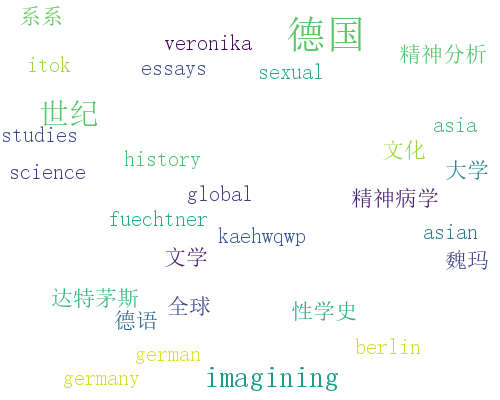 系系
德国
veronika
精神分析
itok
essays
sexual
世纪
asia
studies
文化
history
大学
science
global
精神病学
fuechtner
kaehwqwp
asian
文学
魏玛
达特茅斯
全球
性学史
德语
berlin
german
germany
imagining